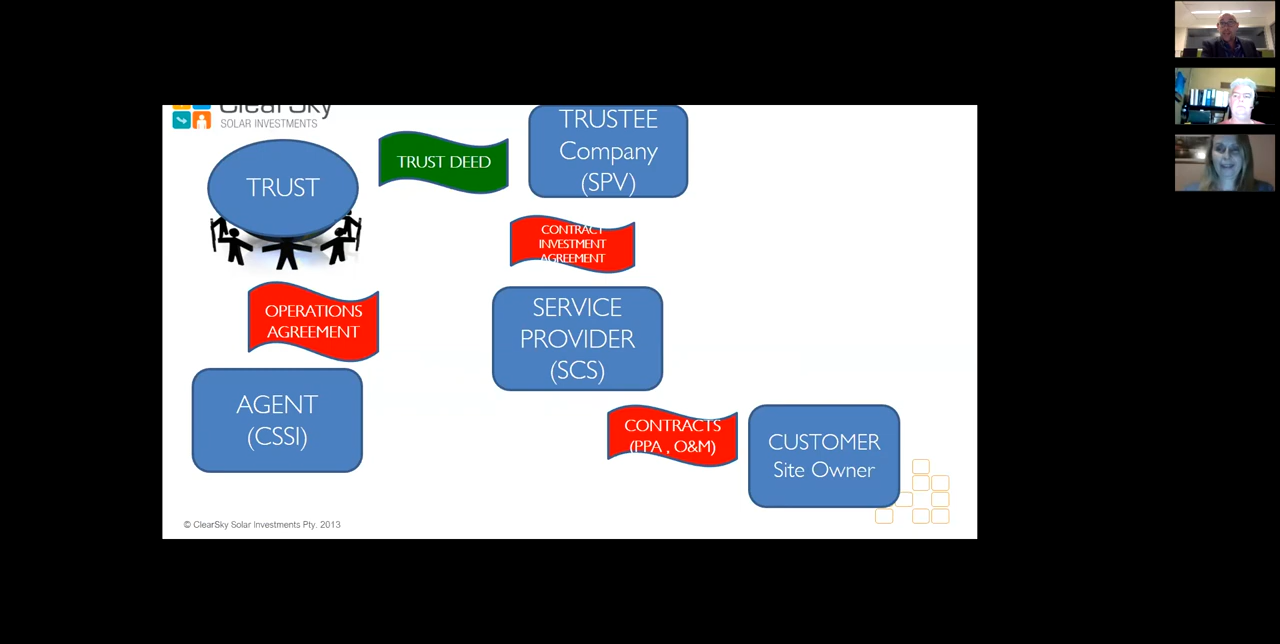 ClearSky
SOLAR INVESTMENTS
TRUST
TRUST DEED
TRUSTEE
Company
(SPV)
CONTRACT
INVESTMENT
AGREEMENT
OPERATIONS
AGREEMENT
SERVICE
PROVIDER
(SCS)
AGENT
(CSSI)
CONTRACTS
(PPA , O&M)
CUSTOMER
Site Owner
© ClearSky Solar Investments Pty. 2013